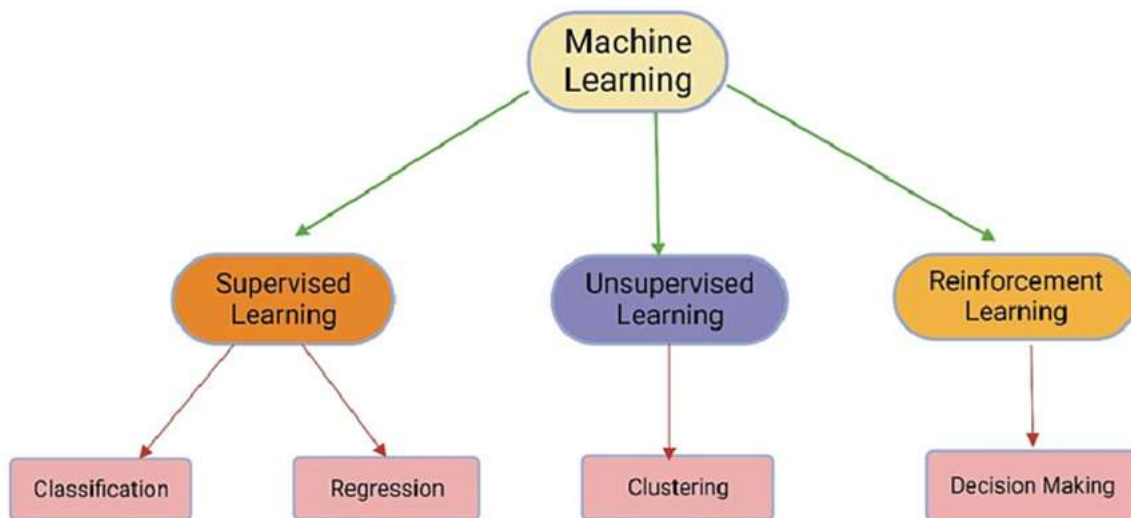 Machine
Learning
Supervised
Learning
Unsupervised
Learning
Reinforcement
Learning
Classification
Regression
Clustering
Decision Making